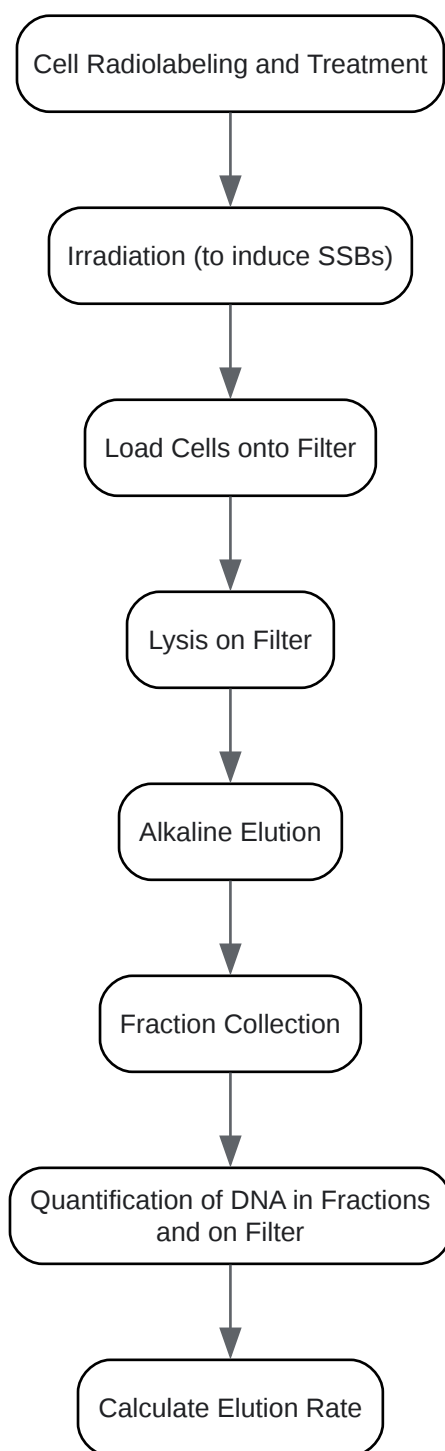 Cell Radiolabeling and Treatment
Irradiation (to induce SSBs)
Load Cells onto Filter
Lysis on Filter
Alkaline Elution
Fraction Collection
Quantification of DNA in Fractions
and on Filter
Calculate Elution Rate